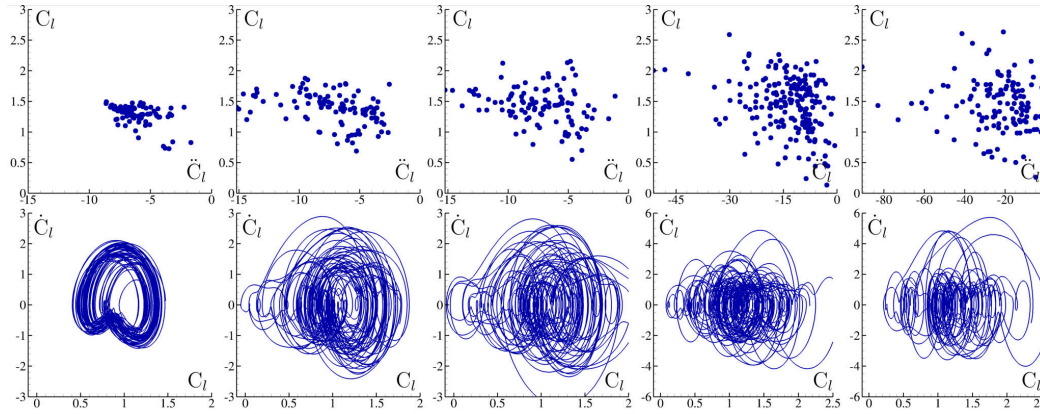 3 C_l 3 C_l 3 C_l 3 C_l 3 C_l
2.5 2.5 2.5 2.5 2.5
2 2 2 2 2
1.5 1.5 1.5 1.5 1.5
1 1 1 1 1
0.5 C̈_l 0.5 C̈_l 0.5 C̈_l 0.5 C̈_l 0.5 C̈_l
0 0 0 0 0
-15 -10 -5 0 -15 -10 -5 0 -15 -10 -5 0 -45 -30 -15 0 -80 -60 -40 -20
3 Ċ_l 3 Ċ_l 3 Ċ_l 6 Ċ_l 6 Ċ_l
2 2 2 4 4
1 1 1 2 2
0 0 0 0 0
-1 -1 -1 -2 -2
-2 -2 -2 -4 -4
-3 C_l -3 C_l -3 C_l -6 C_l -6 C_l
0 0.5 1 1.5 2 0 0.5 1 1.5 2 0 0.5 1 1.5 2 0 0.5 1 1.5 2 2.5 0 0.5 1 1.5 2 2.5